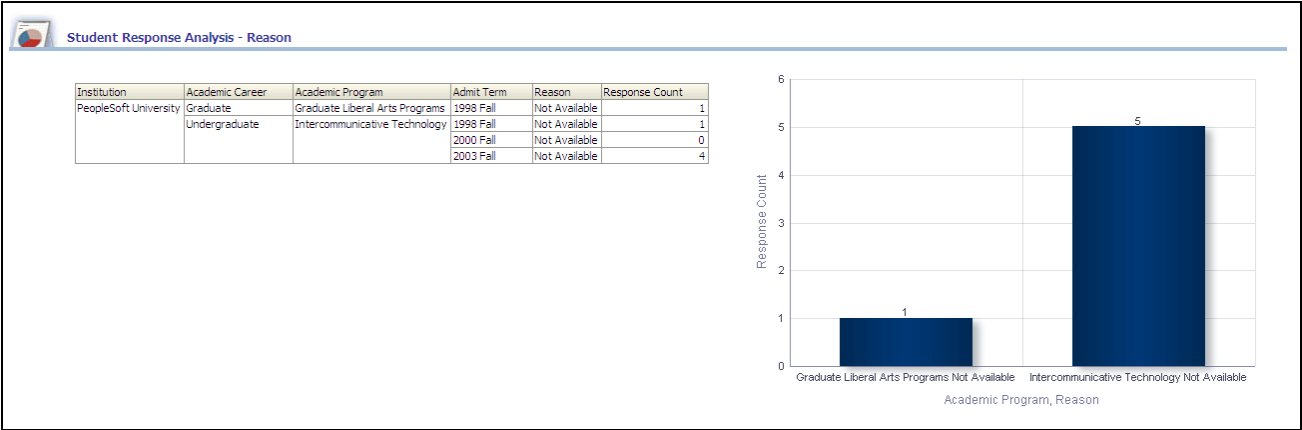 Student Response Analysis - Reason
Institution Academic Career Academic Program Admit Term Reason Response Count
PeopleSoft University Graduate Graduate Liberal Arts Programs 1998 Fall Not Available 1
Undergraduate Intercommunicative Technology 1998 Fall Not Available 1
2000 Fall Not Available 0
2003 Fall Not Available 4
6
5
4
3
2
1
0
Response Count
1
5
Graduate Liberal Arts Programs Not Available Intercommunicative Technology Not Available
Academic Program, Reason